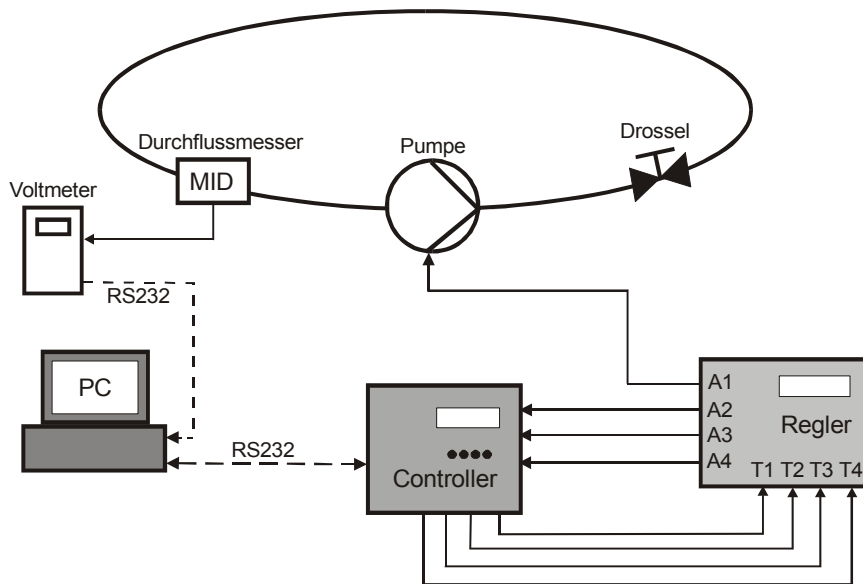 Durchflussmesser
Pumpe
Drossel
MID
Voltmeter
RS232
PC
RS232
Controller
A1
A2
A3
A4
Regler
T1 T2 T3 T4